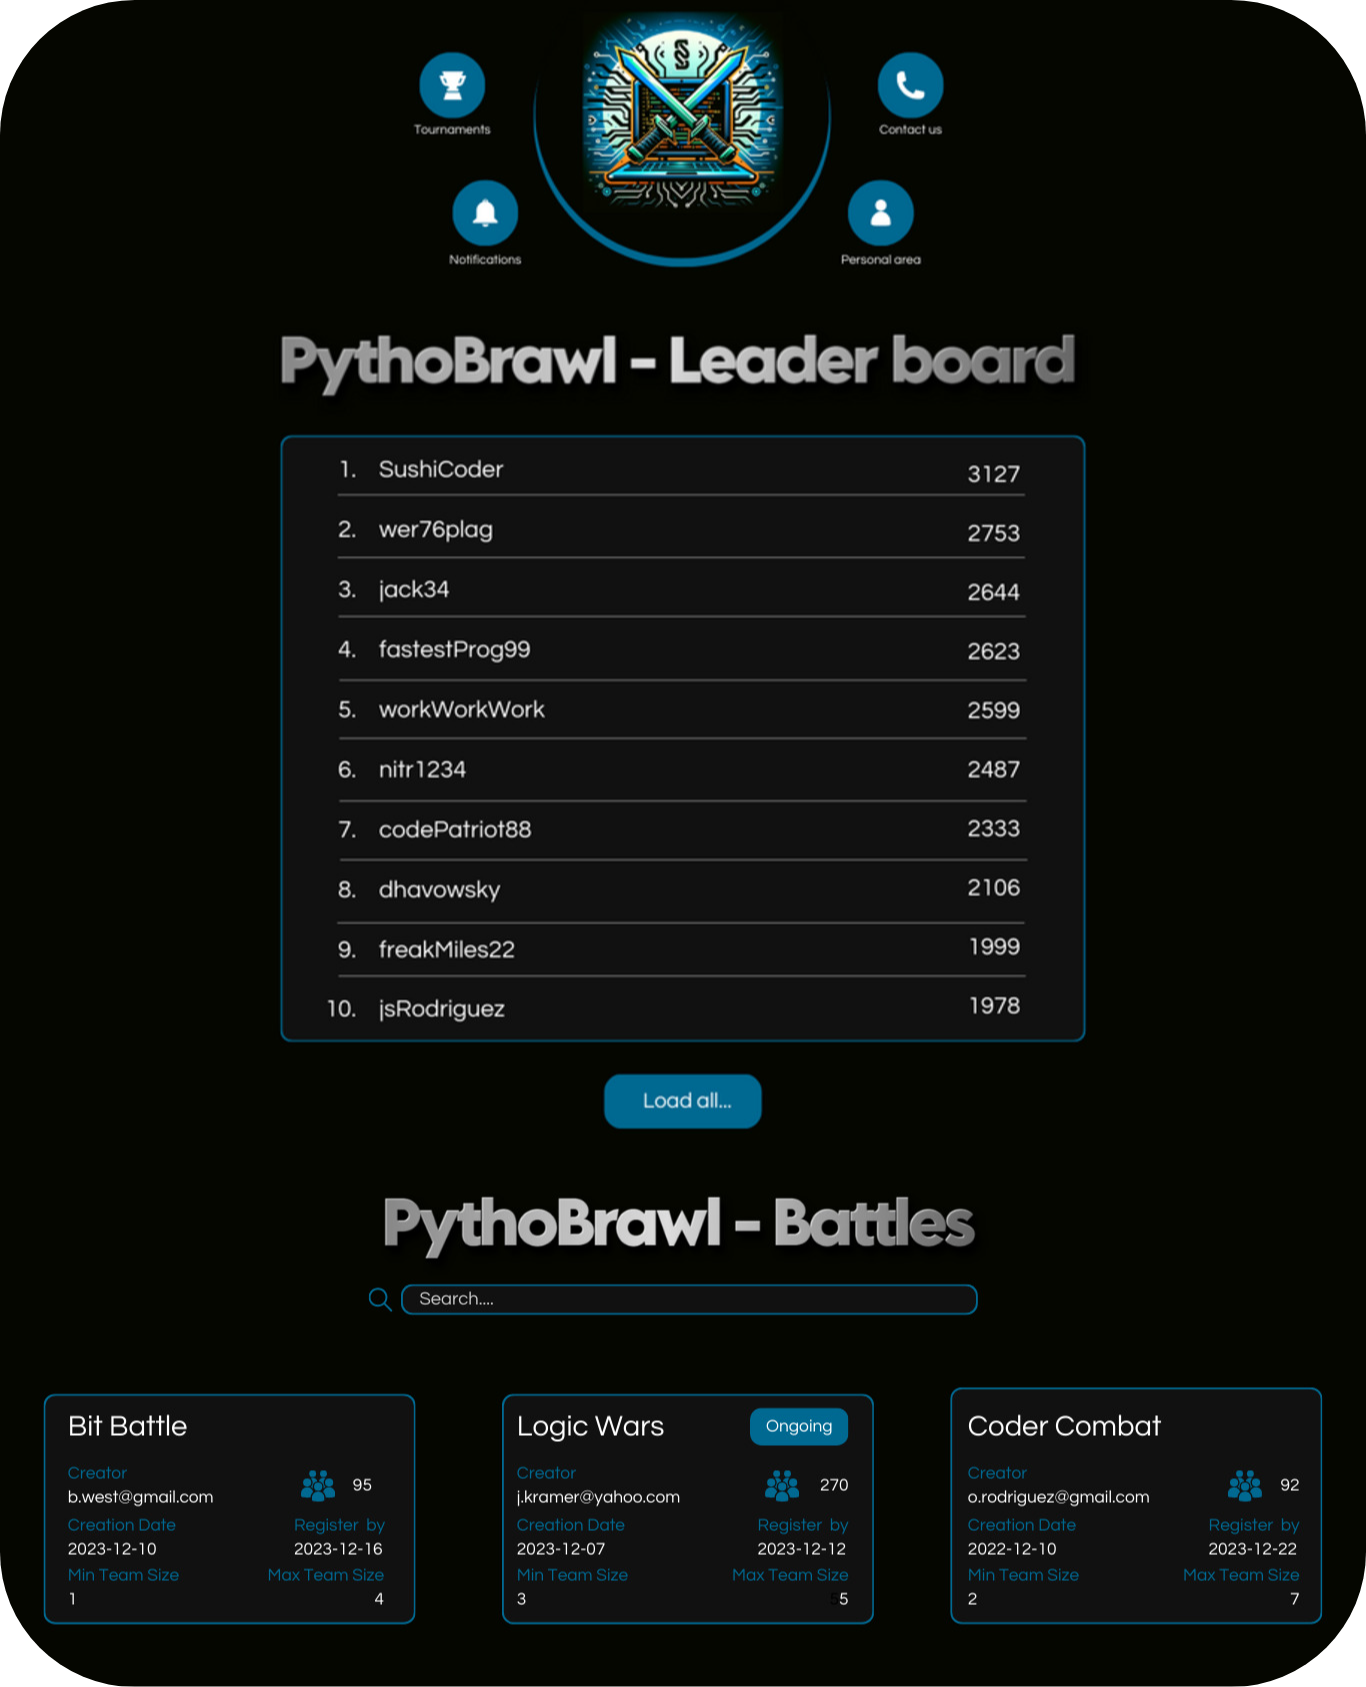 Tournaments
Contact us
Notifications
Personal area
PythoBrawl - Leader board
1. SushiCoder 3127
2. wer76plag 2753
3. jack34 2644
4. fastestProg99 2623
5. workWorkWork 2599
6. nitr1234 2487
7. codePatriot88 2333
8. dhavowsky 2106
9. freakMiles22 1999
10. jsRodriguez 1978
Load all...
PythoBrawl - Battles
Search....
Bit Battle
Creator
b.west@gmail.com 95
Creation Date Register by
2023-12-10 2023-12-16
Min Team Size Max Team Size
1 4
Logic Wars Ongoing
Creator
j.kramer@yahoo.com 270
Creation Date Register by
2023-12-07 2023-12-12
Min Team Size Max Team Size
3 55
Coder Combat
Creator
o.rodriguez@gmail.com 92
Creation Date Register by
2022-12-10 2023-12-22
Min Team Size Max Team Size
2 7